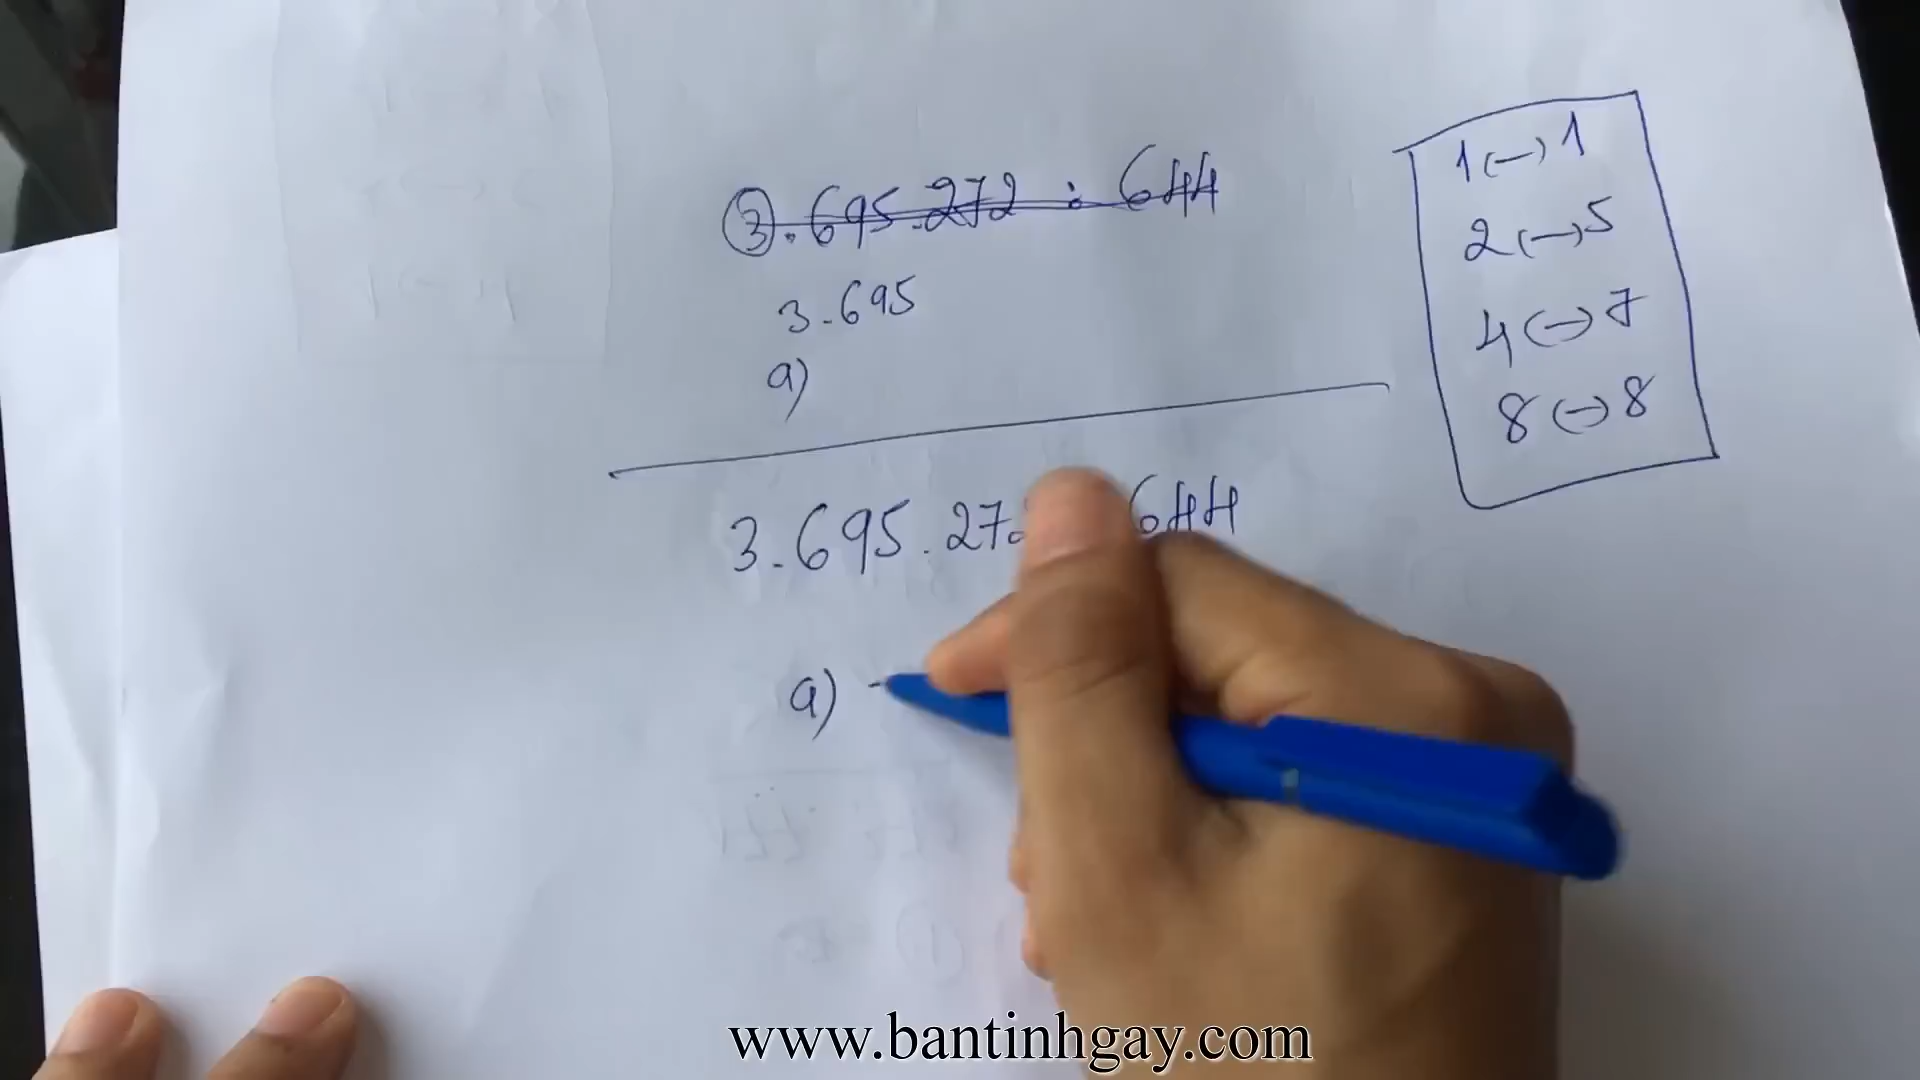 3.695.272 : 644
3.695
a)
3.695.27 644
a)
1 ↔ 1
2 ↔ 5
4 ↔ 7
8 ↔ 8
www.bantinhgay.com